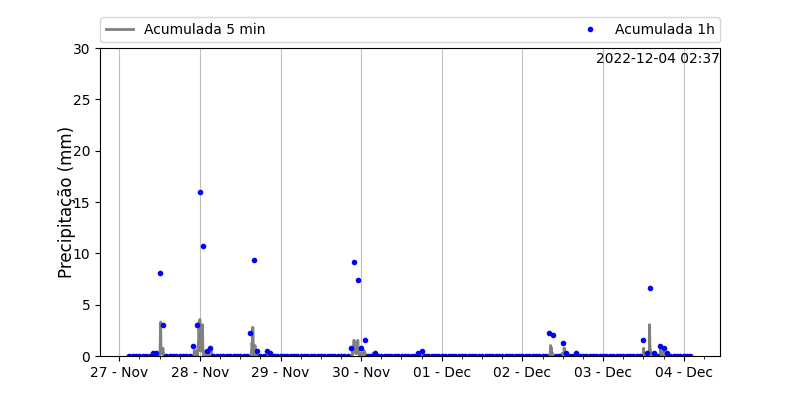 Acumulada 5 min
Acumulada 1h
2022-12-04 02:37
Precipitação (mm)
30
25
20
15
10
5
0
27 - Nov
28 - Nov
29 - Nov
30 - Nov
01 - Dec
02 - Dec
03 - Dec
04 - Dec